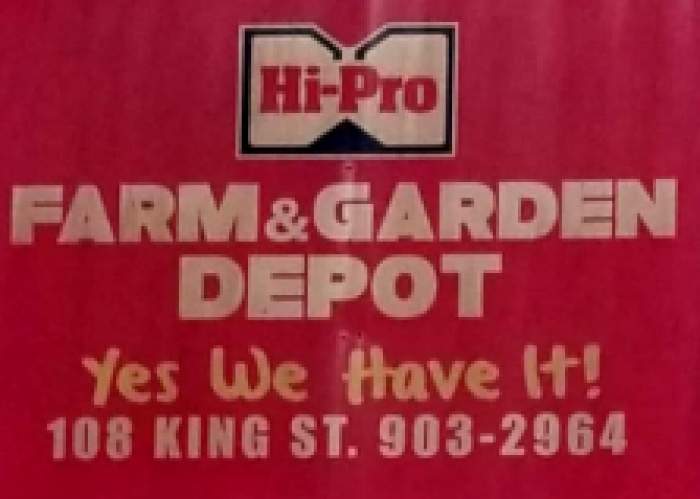 Hi-Pro
FARM & GARDEN
DEPOT
Yes We Have It!
108 KING ST. 903-2964